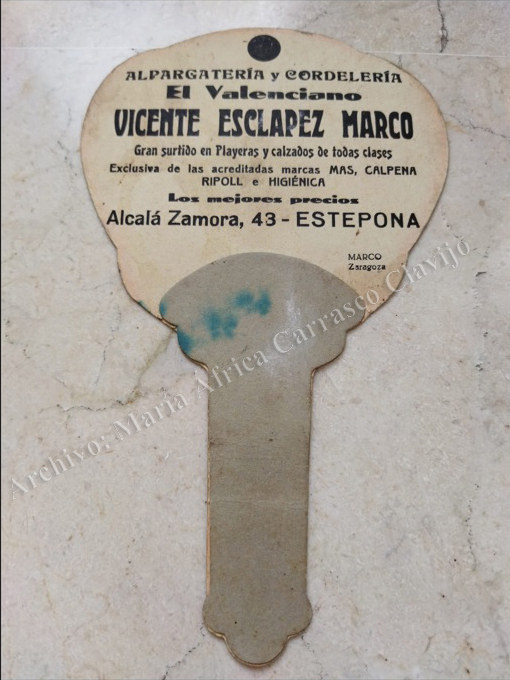 ALPARGATERÍA y CORDELERÍA
El Valenciano
VICENTE ESCLAPEZ MARCO
Gran surtido en Playeras y calzados de todas clases
Exclusiva de las acreditadas marcas MAS, CALPENA
RIPOLL e HIGIÉNICA
Los mejores precios
Alcalá Zamora, 43 - ESTEPONA
MARCO
Zaragoza
Archivo: María Africa Carrasco Clavijo